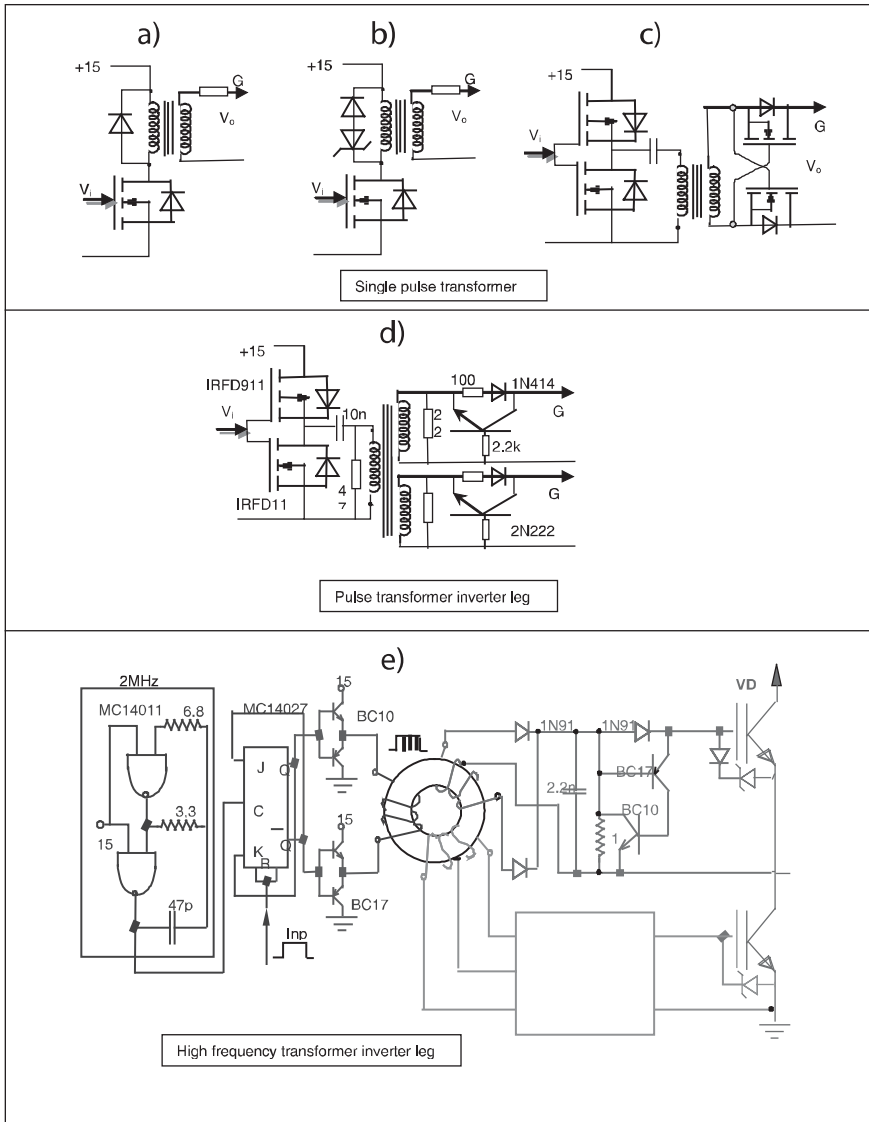 a)
b)
c)
+15
G
Vo
Vi
+15
G
Vo
Vi
+15
Vi
G
Vo
Single pulse transformer
d)
+15
IRFD911
Vi
10n
IRFD11
4
7
100
1N414
G
2
2
2.2k
G
2N222
Pulse transformer inverter leg
e)
2MHz
MC14011
6.8
3.3
15
47p
MC14027
J
Q
C
K
Q
R
Inp
15
BC10
15
BC17
1N91
1N91
2.2n
BC17
BC10
1
VD
High frequency transformer inverter leg